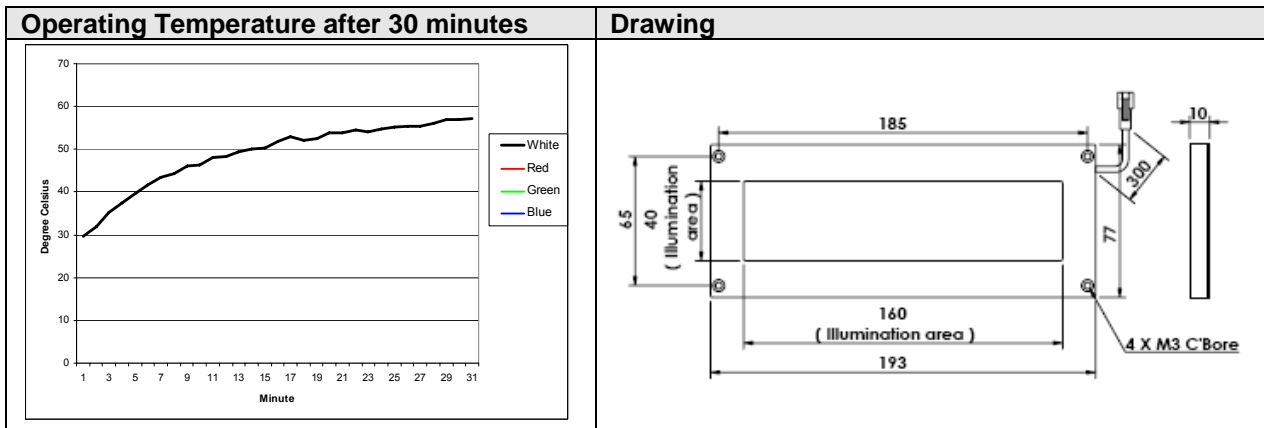 Operating Temperature after 30 minutes
Drawing
70
60
50
40
30
20
10
0
Degree Celsius
1 3 5 7 9 11 13 15 17 19 21 23 25 27 29 31
Minute
White
Red
Green
Blue
185
10
300
65
40
( Illumination
area )
77
160
( Illumination area )
4 X M3 C'Bore
193